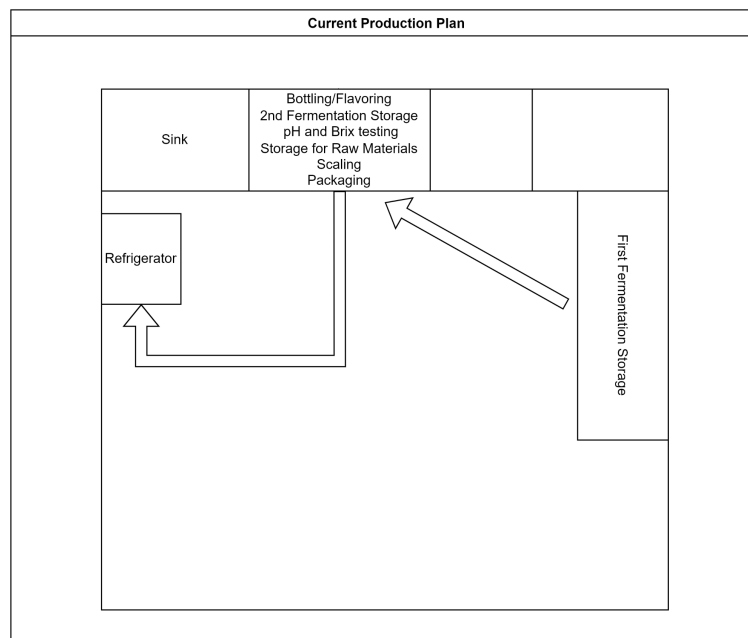 Current Production Plan
Sink
Bottling/Flavoring
2nd Fermentation Storage
pH and Brix testing
Storage for Raw Materials
Scaling
Packaging
Refrigerator
First Fermentation Storage